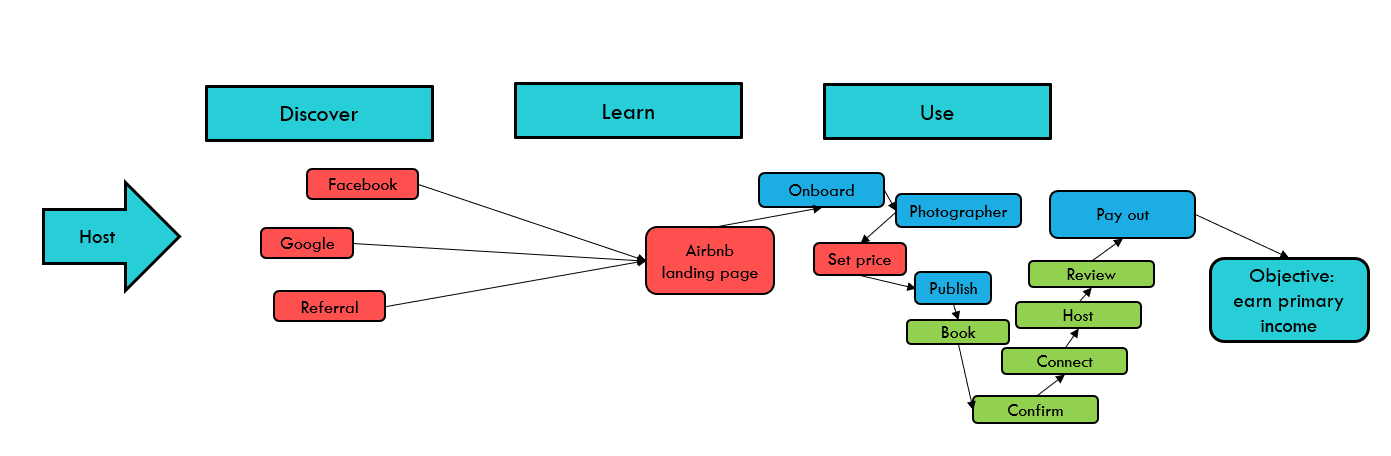 Discover
Learn
Use
Host
Facebook
Google
Referral
Airbnb
landing page
Onboard
Photographer
Set price
Publish
Book
Confirm
Connect
Host
Review
Pay out
Objective:
earn primary
income